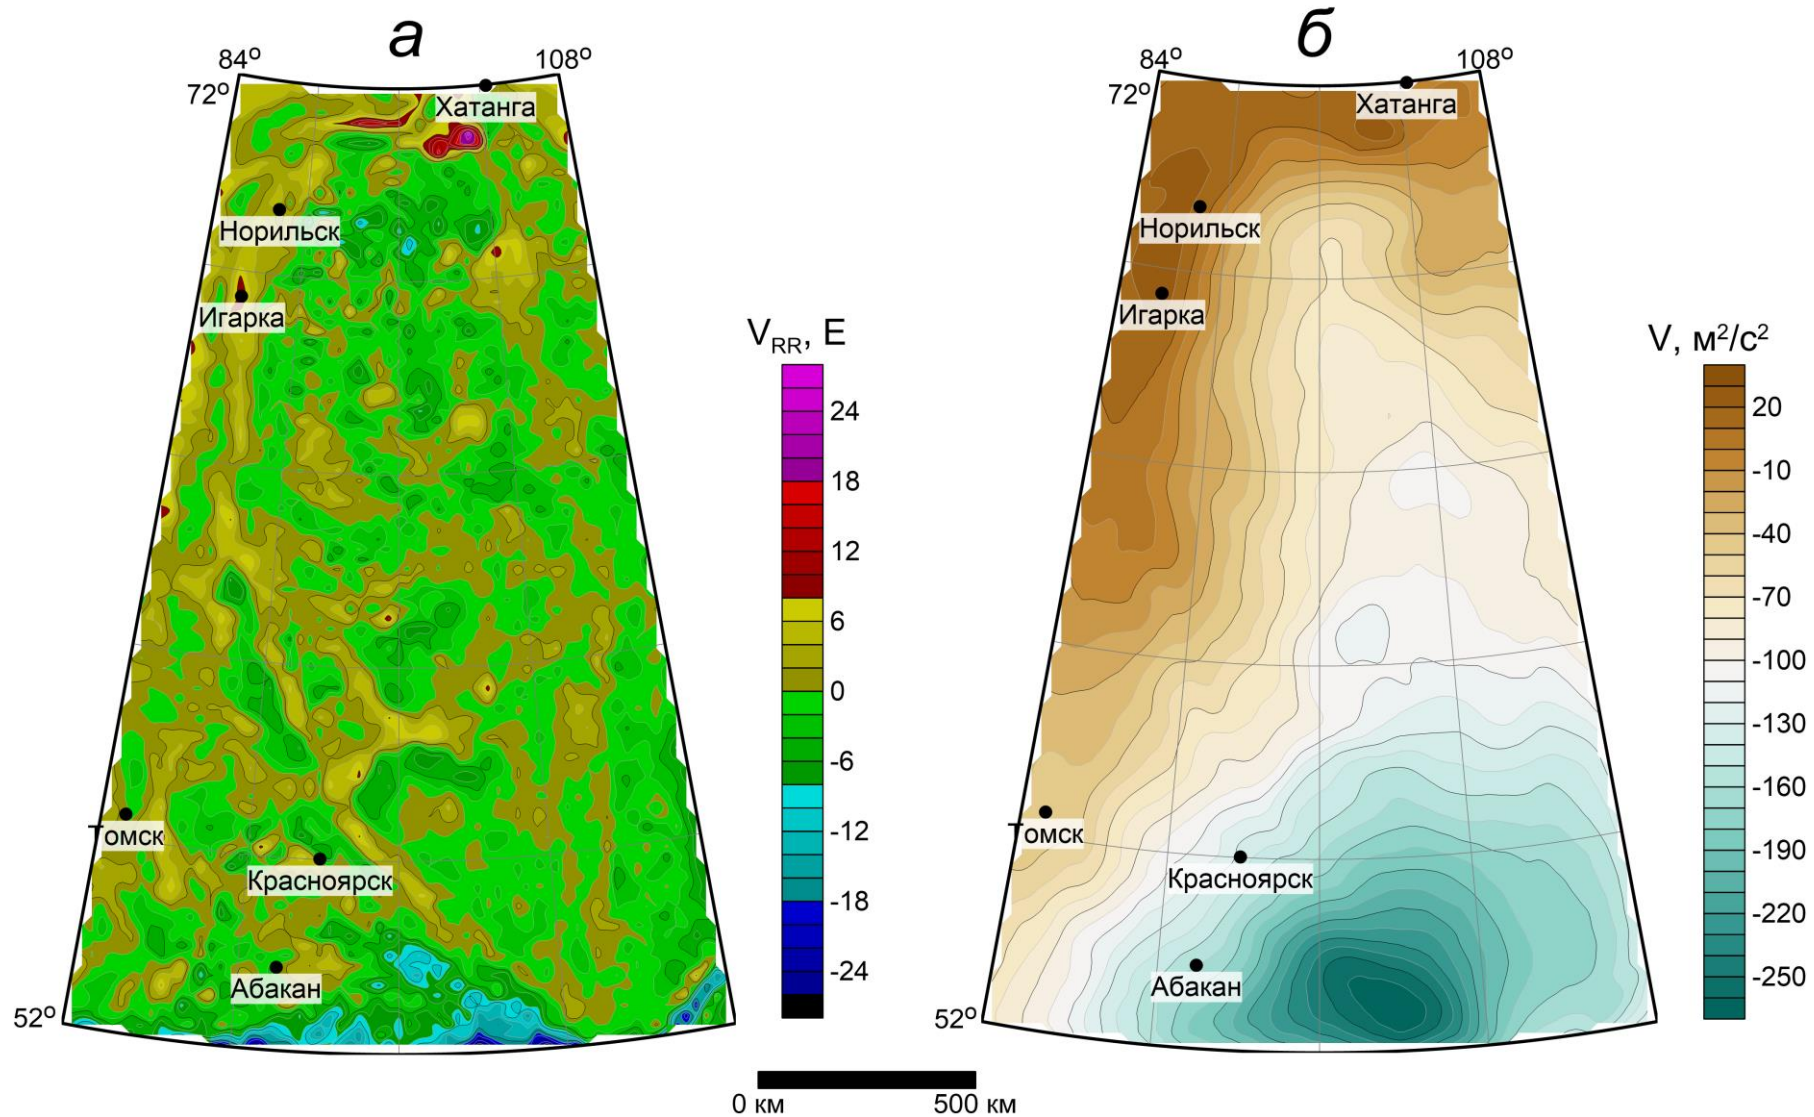 а
84°
108°
72°
Хатанга
Норильск
Игарка
Томск
Красноярск
Абакан
52°
V_RR, E
24
18
12
6
0
-6
-12
-18
-24
б
84°
108°
72°
Хатанга
Норильск
Игарка
Томск
Красноярск
Абакан
52°
V, м²/с²
20
-10
-40
-70
-100
-130
-160
-190
-220
-250
0 км 500 км